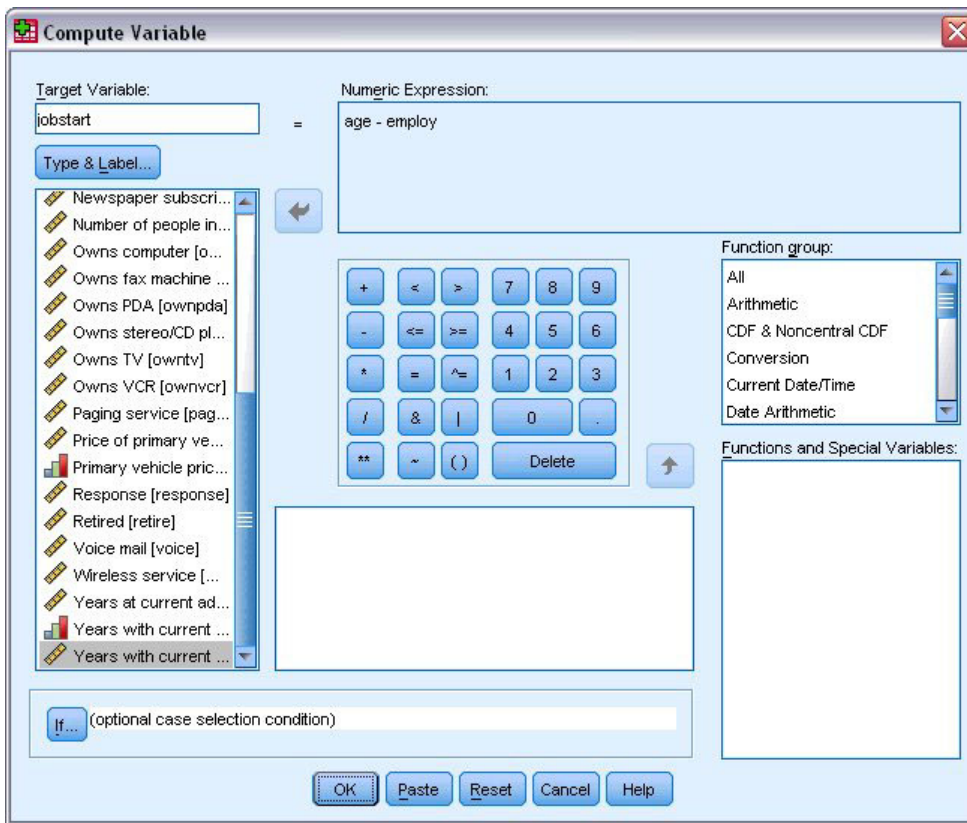 Compute Variable
Target Variable:
jobstart
=
Numeric Expression:
age - employ
Type & Label...
Newspaper subscri...
Number of people in...
Owns computer [o...
Owns fax machine ...
Owns PDA [ownpda]
Owns stereo/CD pl...
Owns TV [owntv]
Owns VCR [ownvcr]
Paging service [pag...
Price of primary ve...
Primary vehicle pric...
Response [response]
Retired [retire]
Voice mail [voice]
Wireless service [...
Years at current ad...
Years with current ...
Years with current ...
+ < > 7 8 9
- <= >= 4 5 6
* = ^= 1 2 3
/ & | 0 .
** ~ ( ) Delete
Function group:
All
Arithmetic
CDF & Noncentral CDF
Conversion
Current Date/Time
Date Arithmetic
Functions and Special Variables:
If... (optional case selection condition)
OK Paste Reset Cancel Help